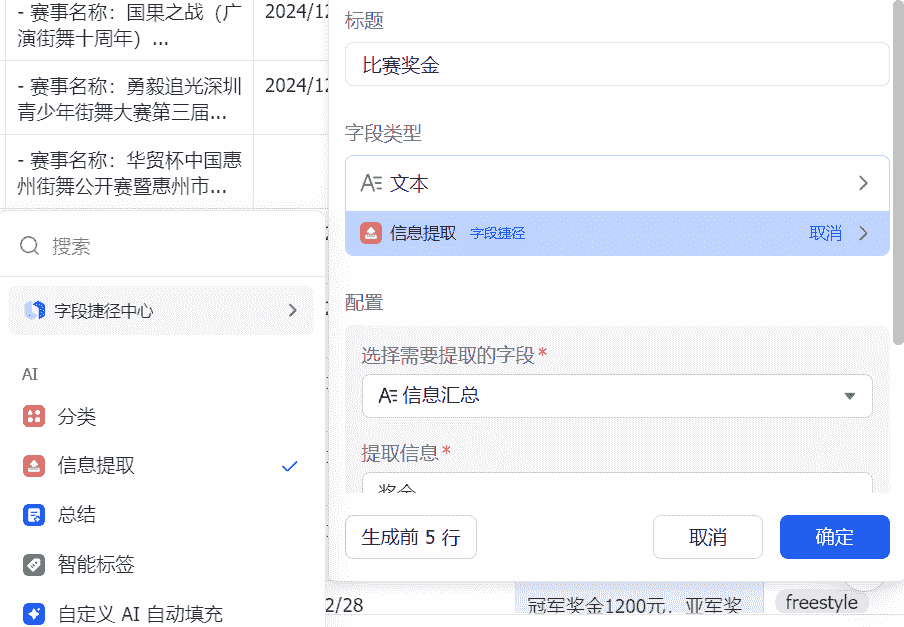 - 赛事名称：国果之战（广
演街舞十周年）...
2024/12
- 赛事名称：勇毅追光深圳
青少年街舞大赛第三届...
2024/12
- 赛事名称：华贸杯中国惠
州街舞公开赛暨惠州市...
搜索
字段捷径中心
AI
分类
信息提取
总结
智能标签
自定义 AI 自动填充
标题
比赛奖金
字段类型
文本
信息提取 字段捷径 取消
配置
选择需要提取的字段*
信息汇总
提取信息*
奖金
生成前 5 行 取消 确定
2/28
冠军奖金1200元，亚军奖
freestyle